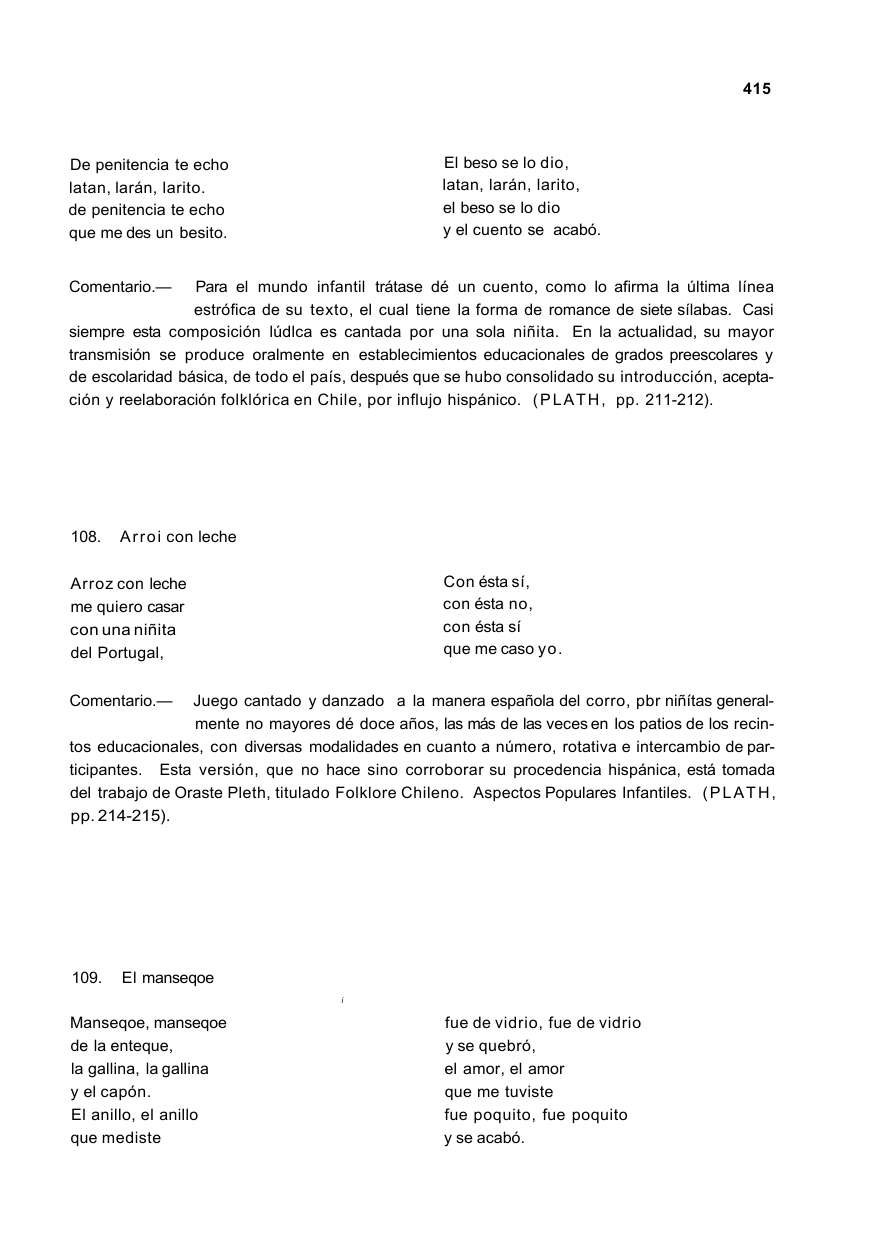 415
De penitencia te echo
latan, larán, larito.
de penitencia te echo
que me des un besito.
El beso se lo dio,
latan, larán, larito,
el beso se lo dio
y el cuento se acabó.
Comentario.— Para el mundo infantil trátase dé un cuento, como lo afirma la última línea
estrófica de su texto, el cual tiene la forma de romance de siete sílabas. Casi
siempre esta composición lúdlca es cantada por una sola niñita. En la actualidad, su mayor
transmisión se produce oralmente en establecimientos educacionales de grados preescolares y
de escolaridad básica, de todo el país, después que se hubo consolidado su introducción, acepta-
ción y reelaboración folklórica en Chile, por influjo hispánico. (PLATH, pp. 211-212).
108. Arroi con leche
Arroz con leche
me quiero casar
con una niñita
del Portugal,
Con ésta sí,
con ésta no,
con ésta sí
que me caso yo.
Comentario.— Juego cantado y danzado a la manera española del corro, pbr niñítas general-
mente no mayores dé doce años, las más de las veces en los patios de los recin-
tos educacionales, con diversas modalidades en cuanto a número, rotativa e intercambio de par-
ticipantes. Esta versión, que no hace sino corroborar su procedencia hispánica, está tomada
del trabajo de Oraste Pleth, titulado Folklore Chileno. Aspectos Populares Infantiles. (PLATH,
pp. 214-215).
109. El manseqoe
i
Manseqoe, manseqoe
de la enteque,
la gallina, la gallina
y el capón.
El anillo, el anillo
que mediste
fue de vidrio, fue de vidrio
y se quebró,
el amor, el amor
que me tuviste
fue poquito, fue poquito
y se acabó.